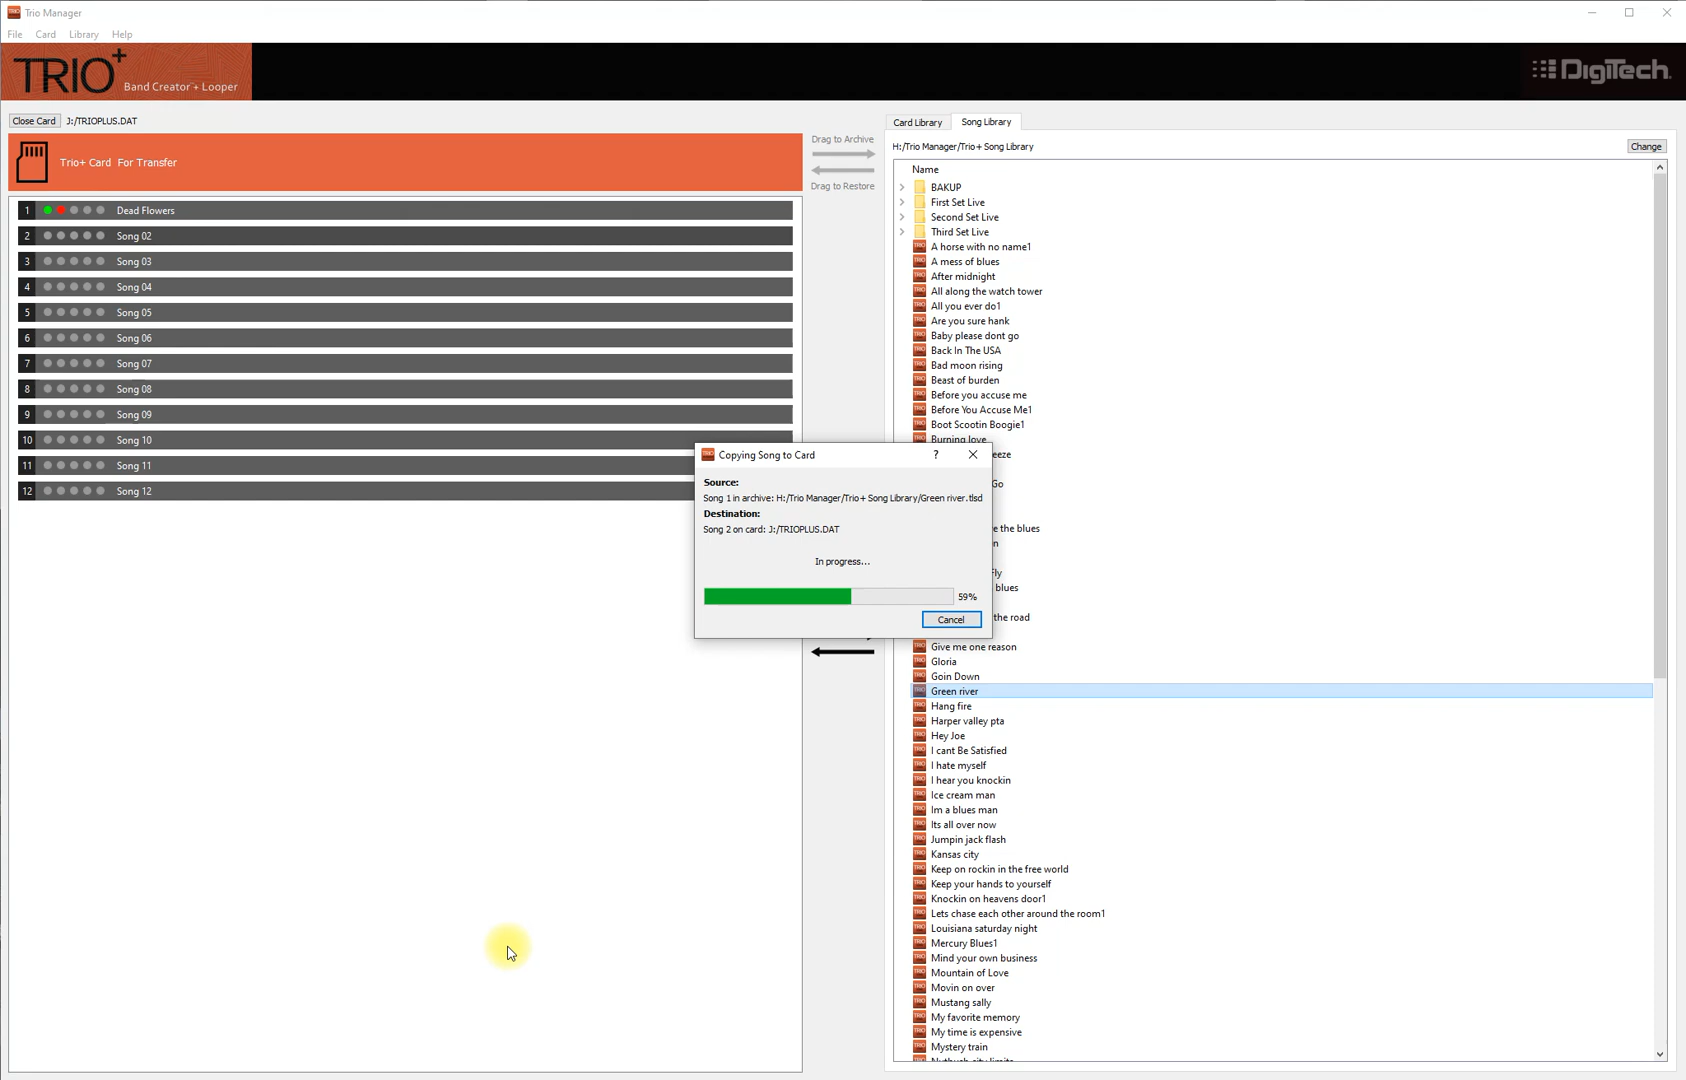 Trio Manager
File Card Library Help
TRIO+ Band Creator + Looper
DigiTech
Close Card J:/TRIOPLUS.DAT
Trio+ Card For Transfer
1 Dead Flowers
2 Song 02
3 Song 03
4 Song 04
5 Song 05
6 Song 06
7 Song 07
8 Song 08
9 Song 09
10 Song 10
11 Song 11
12 Song 12
Drag to Archive
Drag to Restore
Copying Song to Card ?
Source:
Song 1 in archive: H:/Trio Manager/Trio+ Song Library/Green river.tlsd
Destination:
Song 2 on card: J:/TRIOPLUS.DAT
In progress...
59%
Cancel
Card Library Song Library
H:/Trio Manager/Trio+ Song Library Change
Name
BAKUP
First Set Live
Second Set Live
Third Set Live
A horse with no name1
A mess of blues
After midnight
All along the watch tower
All you ever do1
Are you sure hank
Baby please dont go
Back In The USA
Bad moon rising
Beast of burden
Before you accuse me
Before You Accuse Me1
Boot Scootin Boogie1
Burning love
eeze
Go
e the blues
n
Fly
blues
the road
Give me one reason
Gloria
Goin Down
Green river
Hang fire
Harper valley pta
Hey Joe
I cant Be Satisfied
I hate myself
I hear you knockin
Ice cream man
Im a blues man
Its all over now
Jumpin jack flash
Kansas city
Keep on rockin in the free world
Keep your hands to yourself
Knockin on heavens door1
Lets chase each other around the room1
Louisiana saturday night
Mercury Blues1
Mind your own business
Mountain of Love
Movin on over
Mustang sally
My favorite memory
My time is expensive
Mystery train